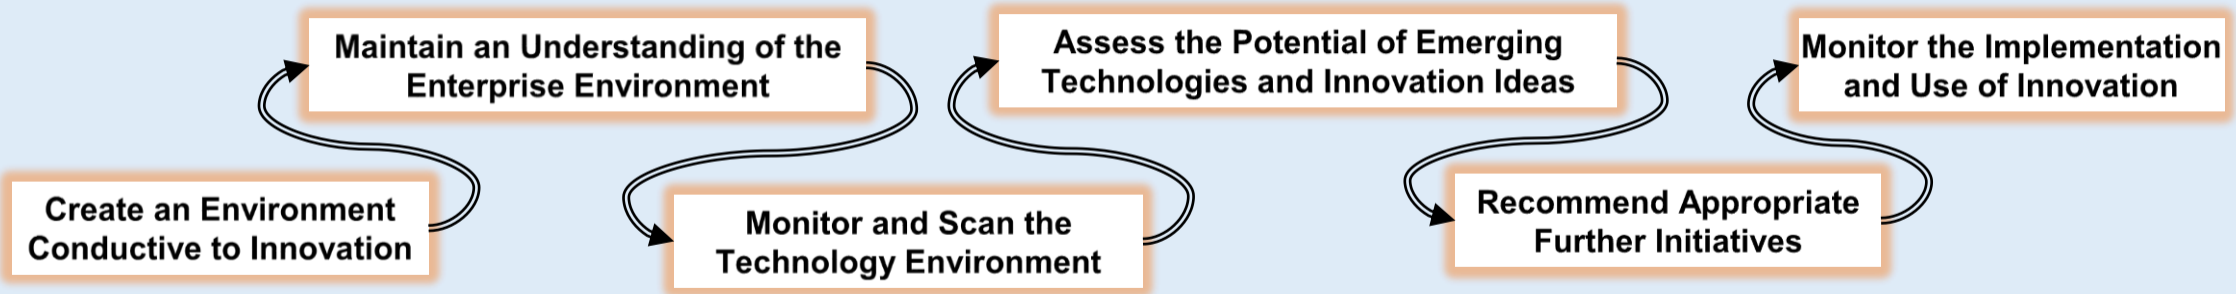 Create an Environment
Conductive to Innovation
Maintain an Understanding of the
Enterprise Environment
Monitor and Scan the
Technology Environment
Assess the Potential of Emerging
Technologies and Innovation Ideas
Recommend Appropriate
Further Initiatives
Monitor the Implementation
and Use of Innovation